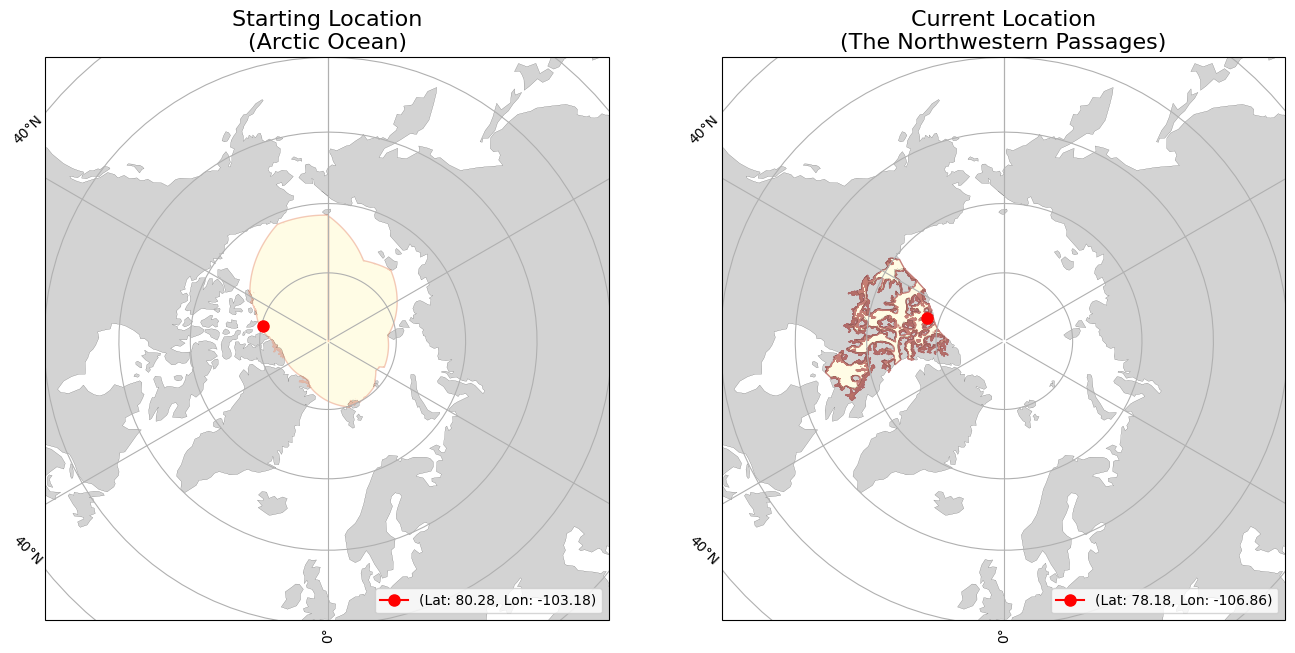 Starting Location
(Arctic Ocean)
40°N
40°N
0°
(Lat: 80.28, Lon: -103.18)
Current Location
(The Northwestern Passages)
40°N
40°N
0°
(Lat: 78.18, Lon: -106.86)